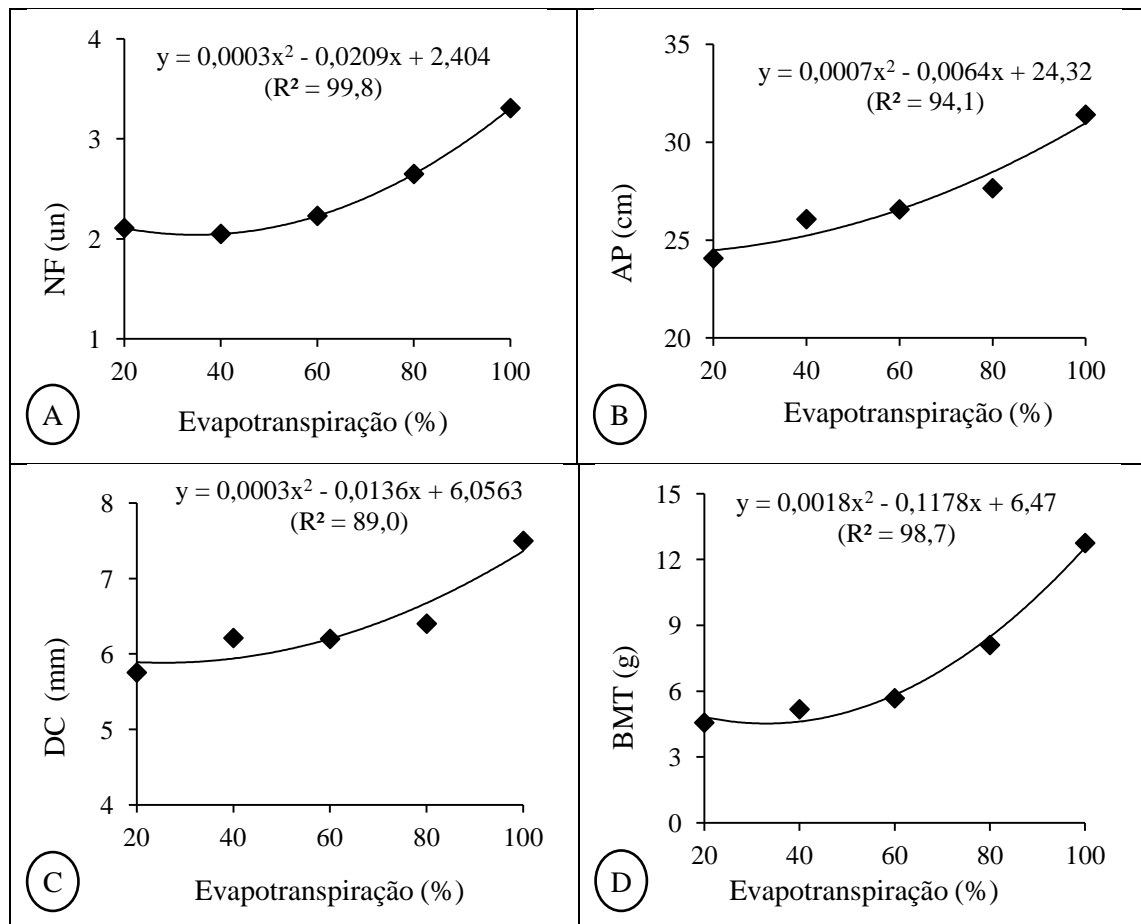 y = 0,0003x² - 0,0209x + 2,404
(R² = 99,8)
4
3
2
1
NF (un)
20 40 60 80 100
Evapotranspiração (%)
A
y = 0,0007x² - 0,0064x + 24,32
(R² = 94,1)
35
30
25
20
AP (cm)
20 40 60 80 100
Evapotranspiração (%)
B
y = 0,0003x² - 0,0136x + 6,0563
(R² = 89,0)
8
7
6
5
4
DC (mm)
20 40 60 80 100
Evapotranspiração (%)
C
y = 0,0018x² - 0,1178x + 6,47
(R² = 98,7)
15
12
9
6
3
0
BMT (g)
20 40 60 80 100
Evapotranspiração (%)
D